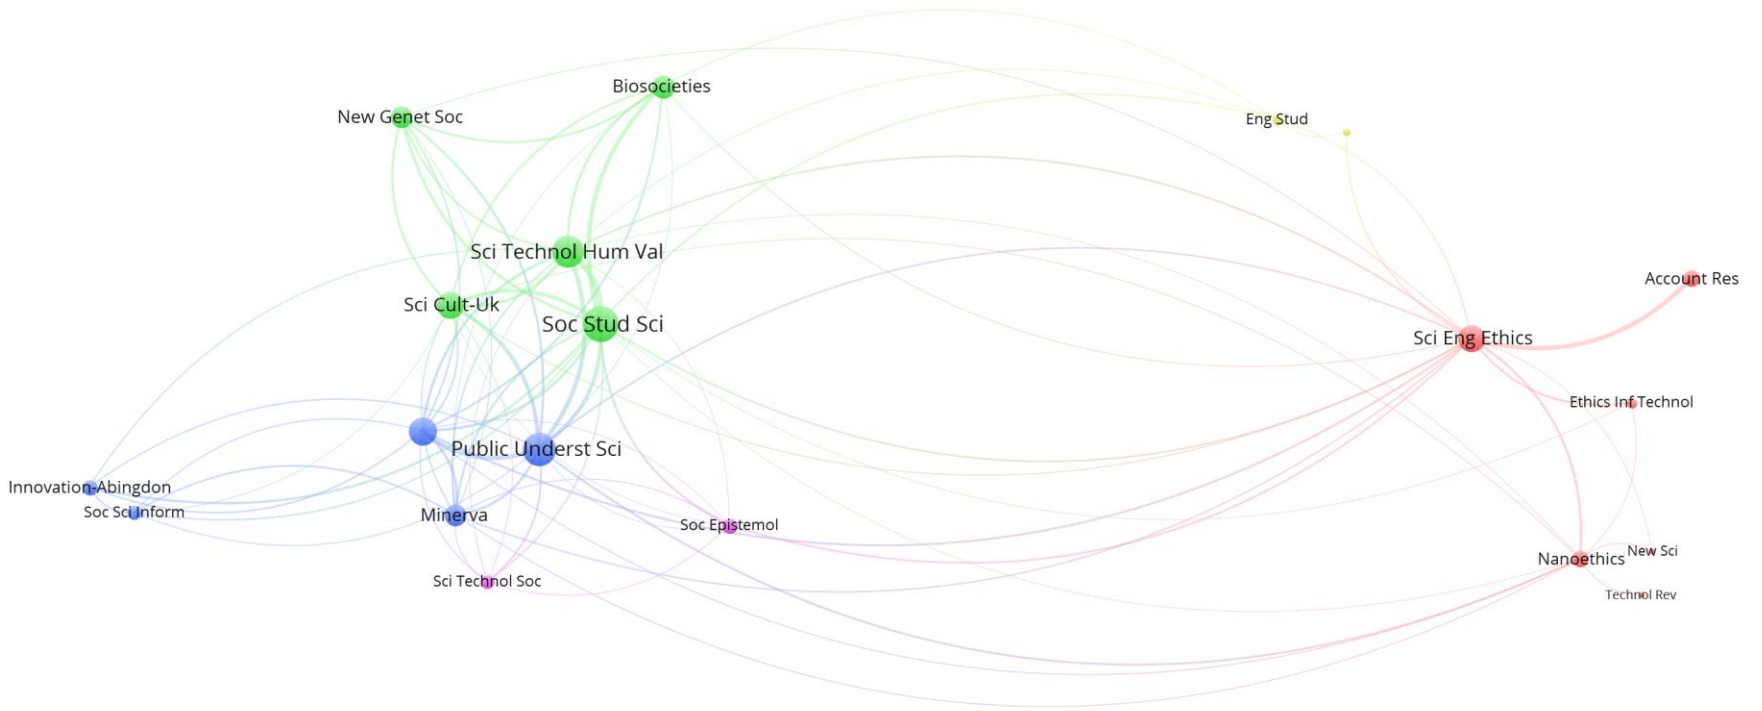 Biosocieties
New Genet Soc
Eng Stud
Sci Technol Hum Val
Account Res
Sci Cult-Uk
Soc Stud Sci
Sci Eng Ethics
Ethics Inf Technol
Public Underst Sci
Innovation-Abingdon
Soc Sci Inform
Minerva
Soc Epistemol
New Sci
Nanoethics
Sci Technol Soc
Technol Rev